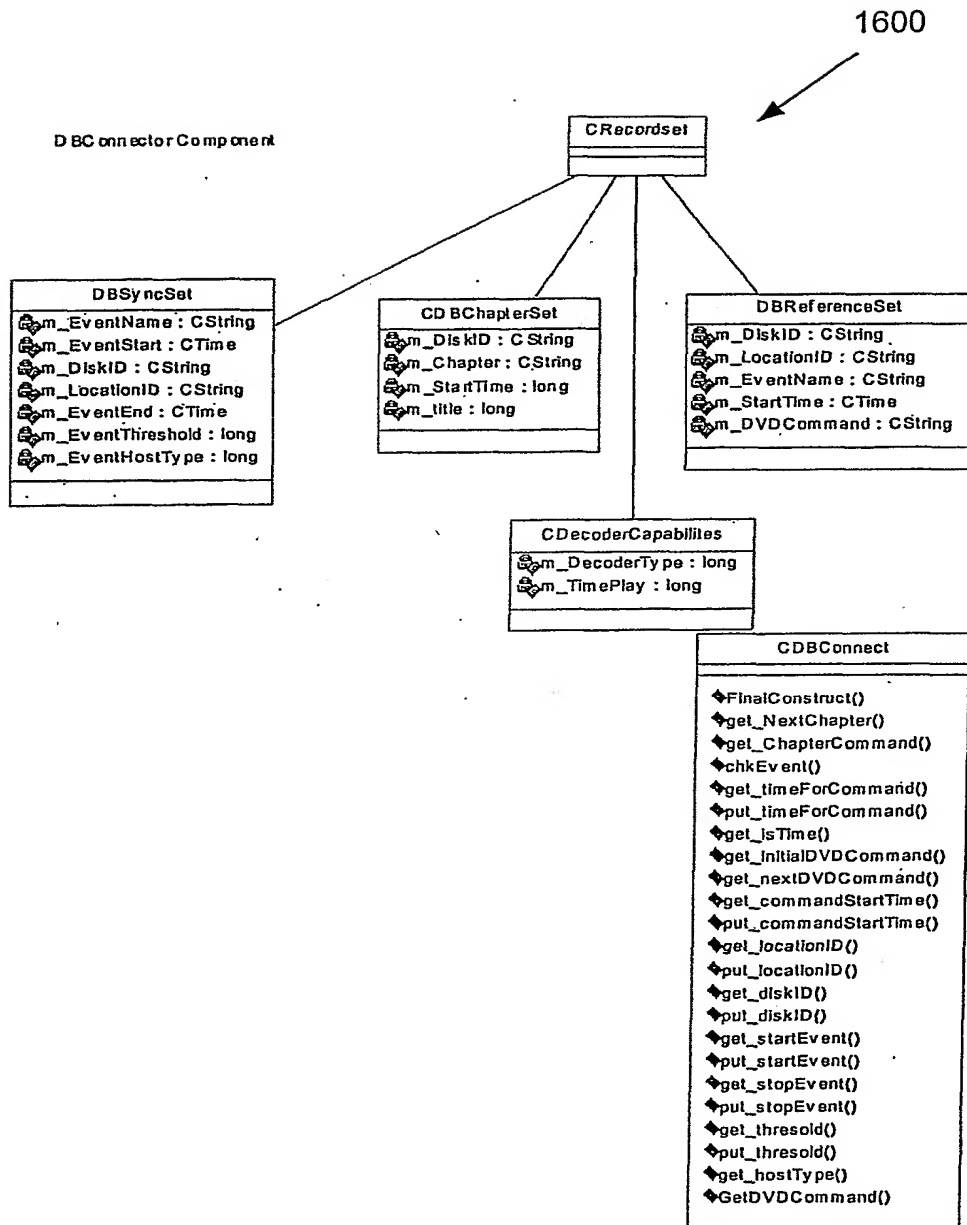 1600
DBConnectorComponent
CRecordset
DBSyncSet
m_EventName : CString
m_EventStart : CTime
m_DiskID : CString
m_LocationID : CString
m_EventEnd : CTime
m_EventThreshold : long
m_EventHostType : long
CDBChapterSet
m_DiskID : CString
m_Chapter : CString
m_StartTime : long
m_title : long
DBReferenceSet
m_DiskID : CString
m_LocationID : CString
m_EventName : CString
m_StartTime : CTime
m_DVDCommand : CString
CDecoderCapabilites
m_DecoderType : long
m_TimePlay : long
CDBConnect
FinalConstruct()
get_NextChapter()
get_ChapterCommand()
chkEvent()
get_timeForCommand()
put_timeForCommand()
get_isTime()
get_initialDVDCommand()
get_nextDVDCommand()
get_commandStartTime()
put_commandStartTime()
get_locationID()
put_locationID()
get_diskID()
put_diskID()
get_startEvent()
put_startEvent()
get_stopEvent()
put_stopEvent()
get_thresold()
put_thresold()
get_hostType()
GetDVDCommand()